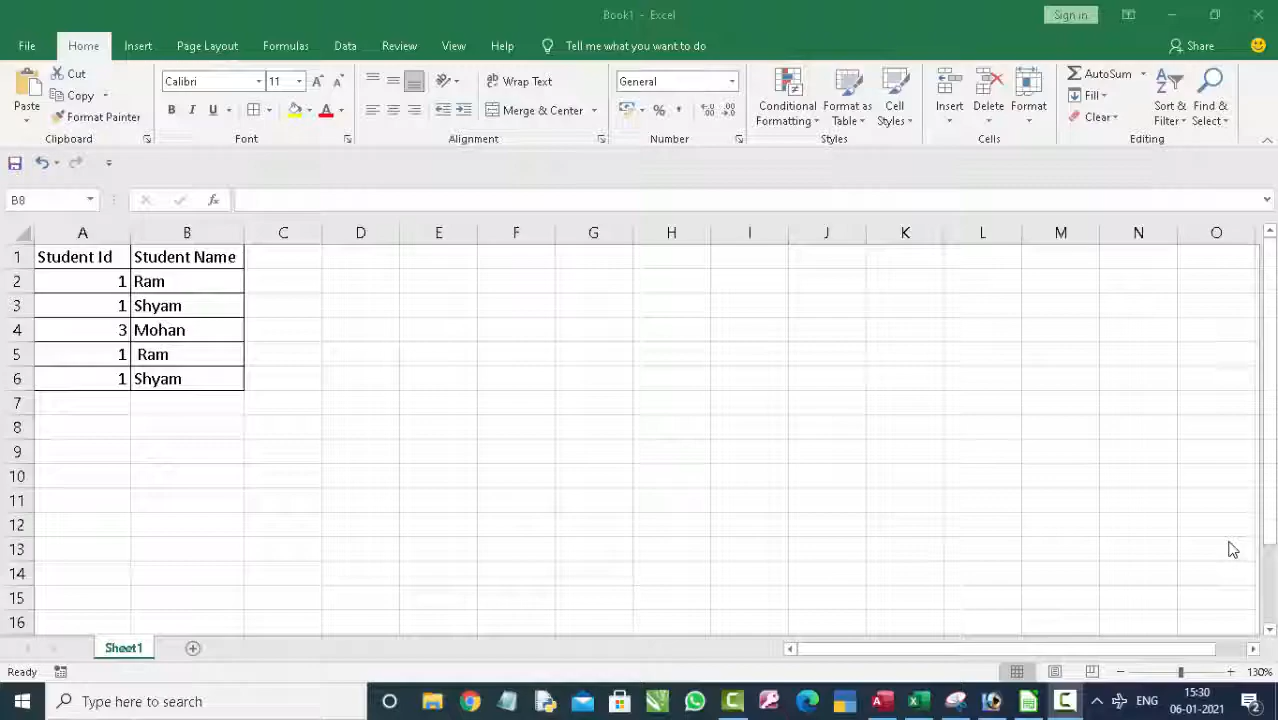 Book1 - Excel
Sign in
File Home Insert Page Layout Formulas Data Review View Help Tell me what you want to do Share
Paste
Cut
Copy
Format Painter
Clipboard
Calibri 11
B I U
Font
Wrap Text
Merge & Center
Alignment
General
Number
Conditional Formatting
Format as Table
Cell Styles
Styles
Insert
Delete
Format
Cells
AutoSum
Fill
Clear
Sort & Filter
Find & Select
Editing
B8 fx
A B C D E F G H I J K L M N O
1 Student Id Student Name
2 1 Ram
3 1 Shyam
4 3 Mohan
5 1 Ram
6 1 Shyam
7
8
9
10
11
12
13
14
15
16
Sheet1
Ready 130%
Type here to search
ENG
15:30
06-01-2021
2